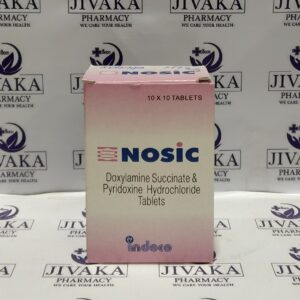 JIVAKA
PHARMACY
WE CARE YOUR HEALTH
10 X 10 TABLETS
NOSIC
Doxylamine Succinate &
Pyridoxine Hydrochloride
Tablets
indoco